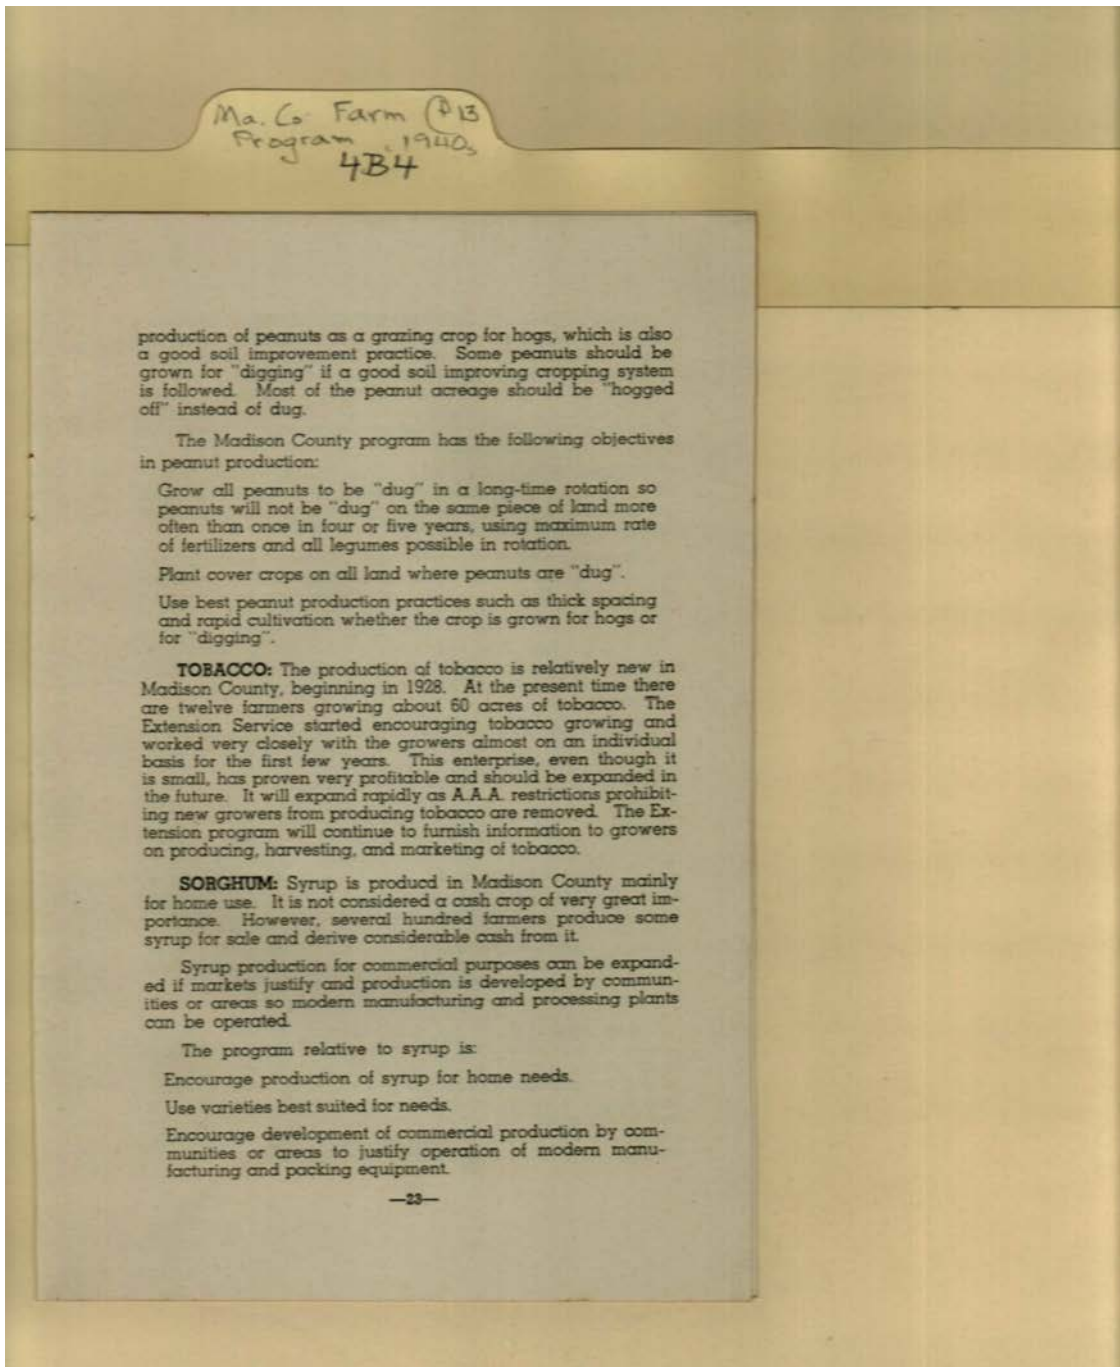 Ma. Co. Farm P 13
Program, 1940s
4B4
production of peanuts as a grazing crop for hogs, which is also
a good soil improvement practice. Some peanuts should be
grown for "digging" if a good soil improving cropping system
is followed. Most of the peanut acreage should be "hogged
off" instead of dug.
The Madison County program has the following objectives
in peanut production:
Grow all peanuts to be "dug" in a long-time rotation so
peanuts will not be "dug" on the same piece of land more
often than once in four or five years, using maximum rate
of fertilizers and all legumes possible in rotation.
Plant cover crops on all land where peanuts are "dug".
Use best peanut production practices such as thick spacing
and rapid cultivation whether the crop is grown for hogs or
for "digging".
TOBACCO: The production of tobacco is relatively new in
Madison County, beginning in 1928. At the present time there
are twelve farmers growing about 60 acres of tobacco. The
Extension Service started encouraging tobacco growing and
worked very closely with the growers almost on an individual
basis for the first few years. This enterprise, even though it
is small, has proven very profitable and should be expanded in
the future. It will expand rapidly as A.A.A. restrictions prohibit-
ing new growers from producing tobacco are removed. The Ex-
tension program will continue to furnish information to growers
on producing, harvesting, and marketing of tobacco.
SORGHUM: Syrup is producd in Madison County mainly
for home use. It is not considered a cash crop of very great im-
portance. However, several hundred farmers produce some
syrup for sale and derive considerable cash from it.
Syrup production for commercial purposes can be expand-
ed if markets justify and production is developed by commun-
ities or areas so modern manufacturing and processing plants
can be operated.
The program relative to syrup is:
Encourage production of syrup for home needs.
Use varieties best suited for needs.
Encourage development of commercial production by com-
munities or areas to justify operation of modern manu-
facturing and packing equipment.
—23—